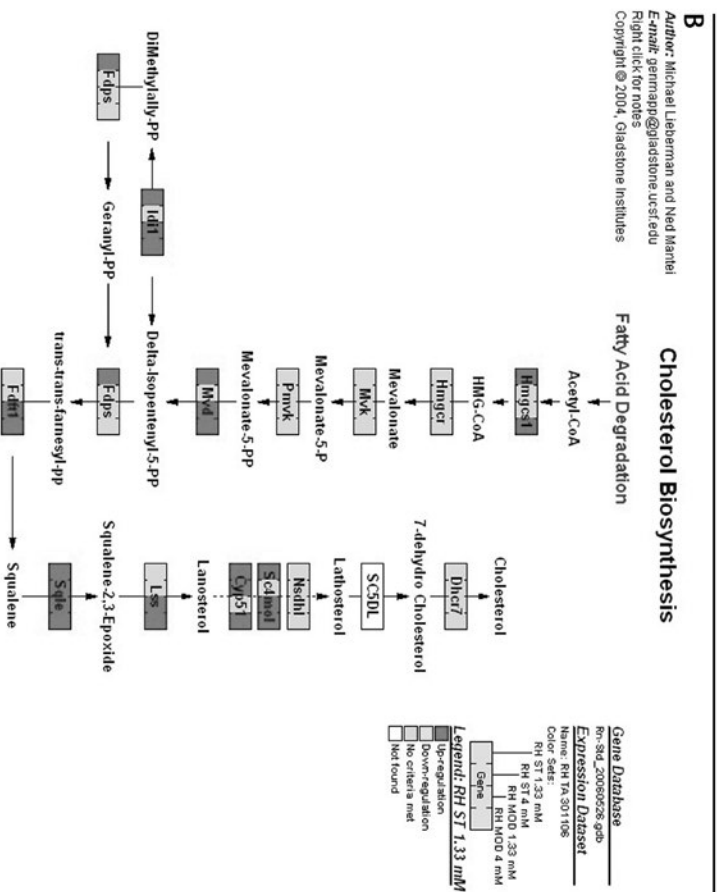 B
Author: Michael Lieberman and Ned Mantei
E-mail: genmapp@gladstone.ucsf.edu
Right click for notes
Copyright © 2004, Gladstone Institutes
Cholesterol Biosynthesis
Fatty Acid Degradation
Acetyl-CoA
Hmgcs1
HMG-CoA
Hmgcr
Mevalonate
Mvk
Mevalonate-5-P
Pmvk
Mevalonate-5-PP
Mvd
Delta-Isopentenyl-5-PP
Idi1
DiMethylally-PP
Fdps
Geranyl-PP
Fdps
trans-trans-farnesyl-pp
Fdft1
Squalene
Sqle
Squalene-2,3-Epoxide
Lss
Lanosterol
Cyp51
Sc4mol
Nsdhl
Lathosterol
SC5DL
7-dehydro Cholesterol
Dhcr7
Cholesterol
Gene Database
Rn-Std_20060526.gdb
Expression Dataset
Name: RH TA 301106
Color Sets:
RH ST 1.33 mM
RH ST 4 mM
RH MOD 1.33 mM
RH MOD 4 mM
Gene
Legend: RH ST 1.33 mM
Up-regulation
Down-regulation
No criteria met
Not found